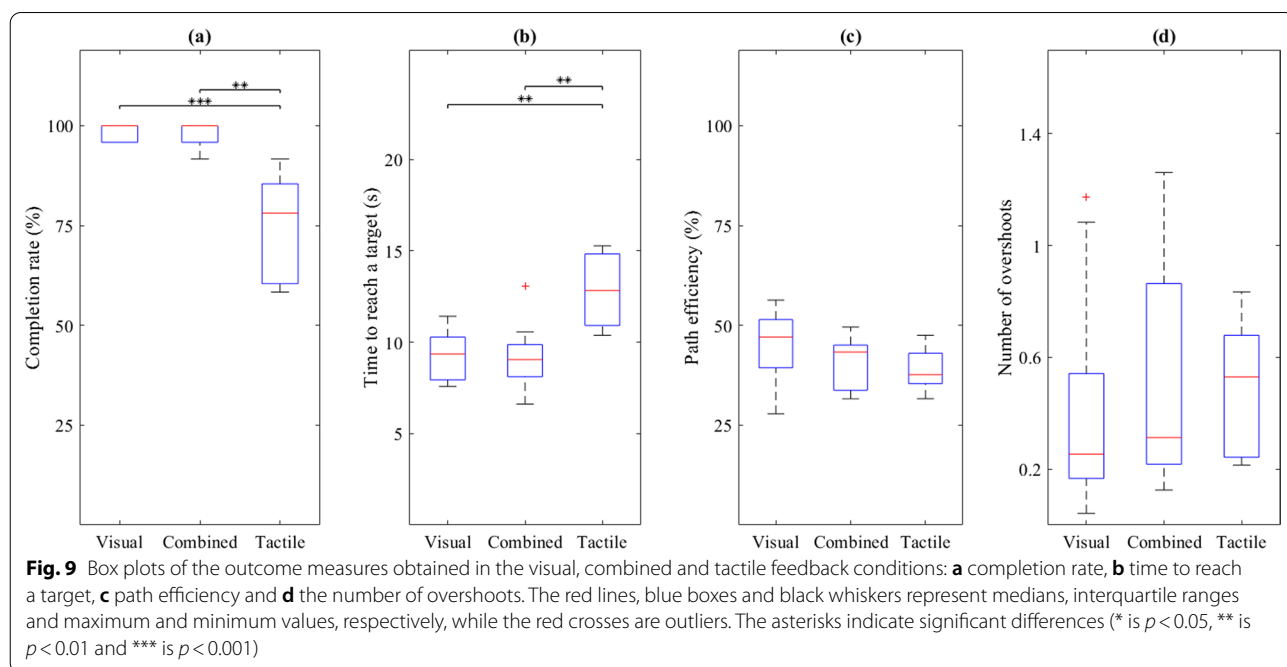 (a)
(b)
(c)
(d)
Completion rate (%)
100
75
50
25
***
**
Visual Combined Tactile
Time to reach a target (s)
20
15
10
5
**
**
Visual Combined Tactile
Path efficiency (%)
100
75
50
25
Visual Combined Tactile
Number of overshoots
1.4
1
0.6
0.2
Visual Combined Tactile
Fig. 9 Box plots of the outcome measures obtained in the visual, combined and tactile feedback conditions: a completion rate, b time to reach
a target, c path efficiency and d the number of overshoots. The red lines, blue boxes and black whiskers represent medians, interquartile ranges
and maximum and minimum values, respectively, while the red crosses are outliers. The asterisks indicate significant differences (* is p < 0.05, ** is
p < 0.01 and *** is p < 0.001)